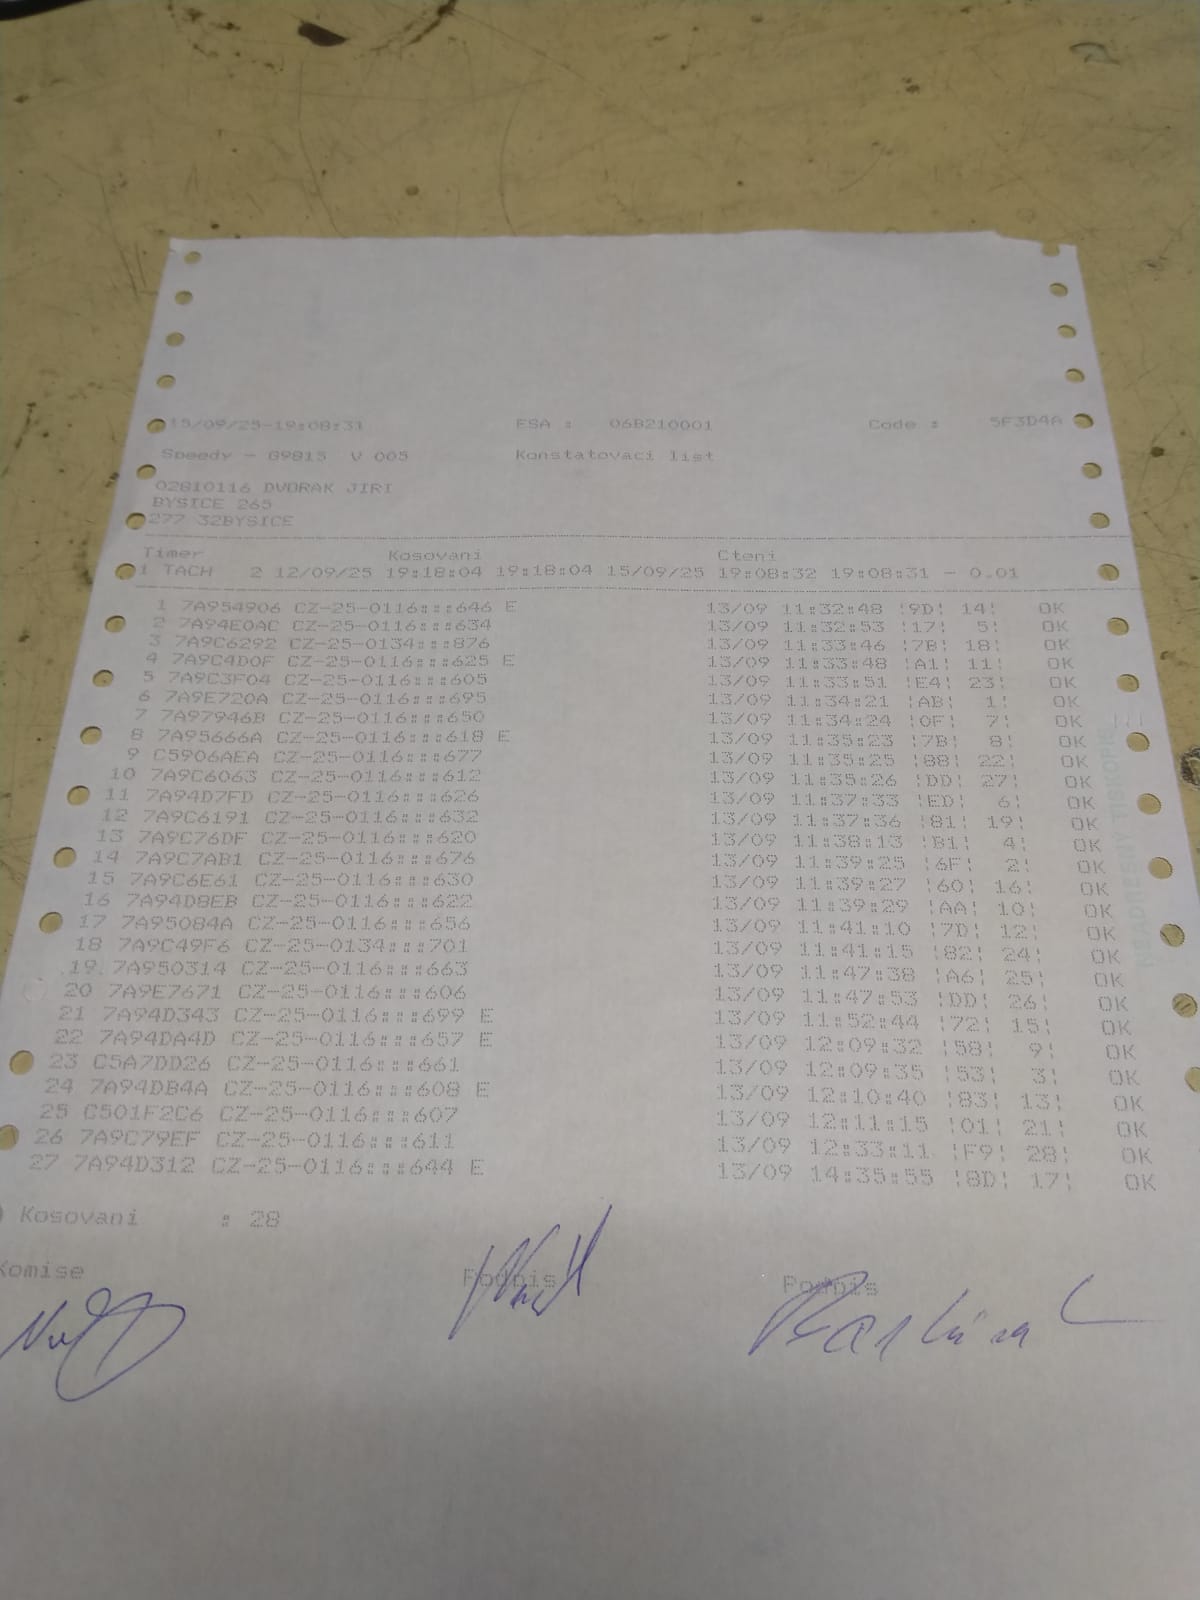 15/09/25-19:08:31 ESA : 06B210001 Code : 5F3D4A
Speedy - G9813 V 005 Konstatovaci list
02810116 DVORAK JIRI
BYSICE 265
277 32BYSICE
Timer Kosovani Cteni
1 TACH 2 12/09/25 19:18:04 19:18:04 15/09/25 19:08:32 19:08:31 - 0.01
1 7A954906 CZ-25-0116:::646 E 13/09 11:32:48 ¦9D¦ 14¦ OK
2 7A94E0AC CZ-25-0116:::634 13/09 11:32:53 ¦17¦ 5¦ OK
3 7A9C6292 CZ-25-0134:::876 13/09 11:33:46 ¦7B¦ 18¦ OK
4 7A9C4D0F CZ-25-0116:::625 E 13/09 11:33:48 ¦A1¦ 11¦ OK
5 7A9C3F04 CZ-25-0116:::605 13/09 11:33:51 ¦E4¦ 23¦ OK
6 7A9E720A CZ-25-0116:::695 13/09 11:34:21 ¦AB¦ 1¦ OK
7 7A97946B CZ-25-0116:::650 13/09 11:34:24 ¦0F¦ 7¦ OK
8 7A95666A CZ-25-0116:::618 E 13/09 11:35:23 ¦7B¦ 8¦ OK
9 C5906AEA CZ-25-0116:::677 13/09 11:35:25 ¦88¦ 22¦ OK
10 7A9C6063 CZ-25-0116:::612 13/09 11:35:26 ¦DD¦ 27¦ OK
11 7A94D7FD CZ-25-0116:::626 13/09 11:37:33 ¦ED¦ 6¦ OK
12 7A9C6191 CZ-25-0116:::632 13/09 11:37:36 ¦81¦ 19¦ OK
13 7A9C76DF CZ-25-0116:::620 13/09 11:38:13 ¦B1¦ 4¦ OK
14 7A9C7AB1 CZ-25-0116:::676 13/09 11:39:25 ¦6F¦ 2¦ OK
15 7A9C6E61 CZ-25-0116:::630 13/09 11:39:27 ¦60¦ 16¦ OK
16 7A94D8EB CZ-25-0116:::622 13/09 11:39:29 ¦AA¦ 10¦ OK
17 7A95084A CZ-25-0116:::656 13/09 11:41:10 ¦7D¦ 12¦ OK
18 7A9C49F6 CZ-25-0134:::701 13/09 11:41:15 ¦82¦ 24¦ OK
19 7A950314 CZ-25-0116:::663 13/09 11:47:38 ¦A6¦ 25¦ OK
20 7A9E7671 CZ-25-0116:::606 13/09 11:47:53 ¦DD¦ 26¦ OK
21 7A94D343 CZ-25-0116:::699 E 13/09 11:52:44 ¦72¦ 15¦ OK
22 7A94DA4D CZ-25-0116:::657 E 13/09 12:09:32 ¦58¦ 9¦ OK
23 C5A7DD26 CZ-25-0116:::661 13/09 12:09:35 ¦53¦ 3¦ OK
24 7A94DB4A CZ-25-0116:::608 E 13/09 12:10:40 ¦83¦ 13¦ OK
25 C501F2C6 CZ-25-0116:::607 13/09 12:11:15 ¦01¦ 21¦ OK
26 7A9C79EF CZ-25-0116:::611 13/09 12:33:11 ¦F9¦ 28¦ OK
27 7A94D312 CZ-25-0116:::644 E 13/09 14:35:55 ¦8D¦ 17¦ OK
Kosovani : 28
Komise Podpis Podpis